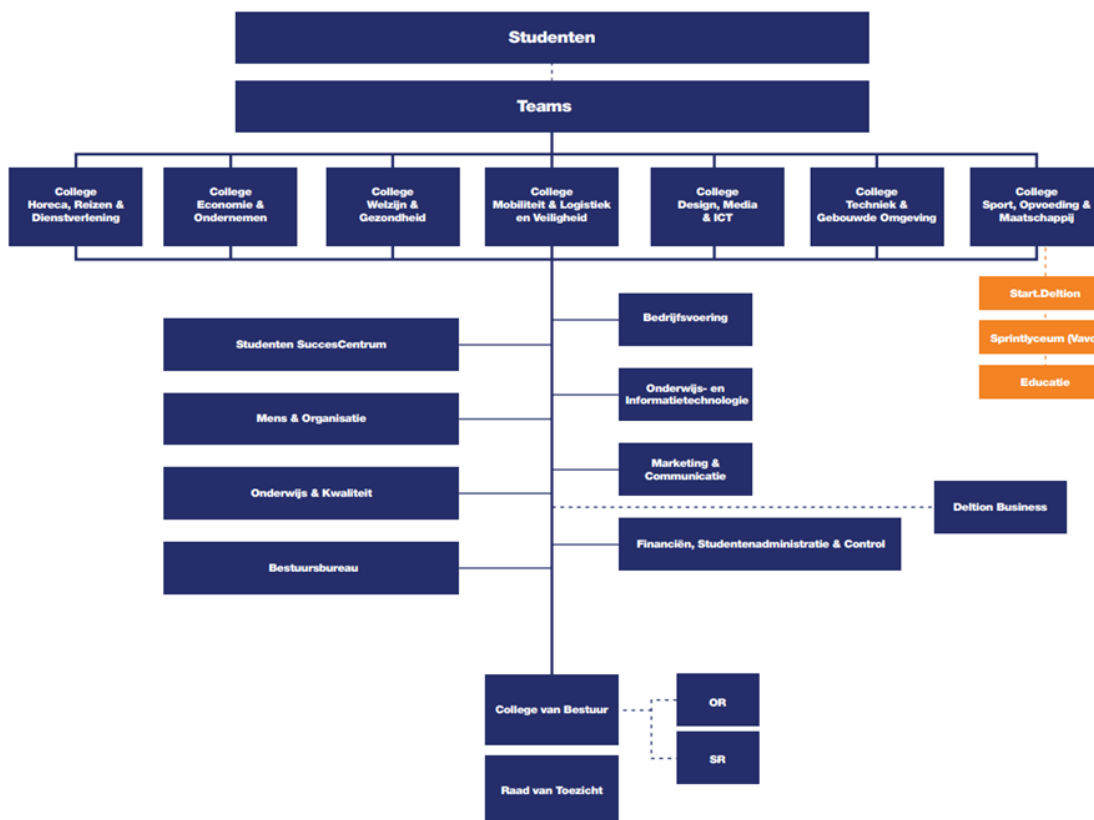 Studenten
Teams
College
Horeca, Reizen &
Dienstverlening
College
Economie &
Ondernemen
College
Welzijn &
Gezondheid
College
Mobiliteit & Logistiek
en Veiligheid
College
Design, Media
& ICT
College
Techniek &
Gebouwde Omgeving
College
Sport, Opvoeding &
Maatschappij
Start.Deltion
Sprintlyceum (Vavo
Educatie
Studenten SuccesCentrum
Mens & Organisatie
Onderwijs & Kwaliteit
Bestuursbureau
Bedrijfsvoering
Onderwijs- en
Informatietechnologie
Marketing &
Communicatie
Deltion Business
Financiën, Studentenadministratie & Control
College van Bestuur
OR
SR
Raad van Toezicht